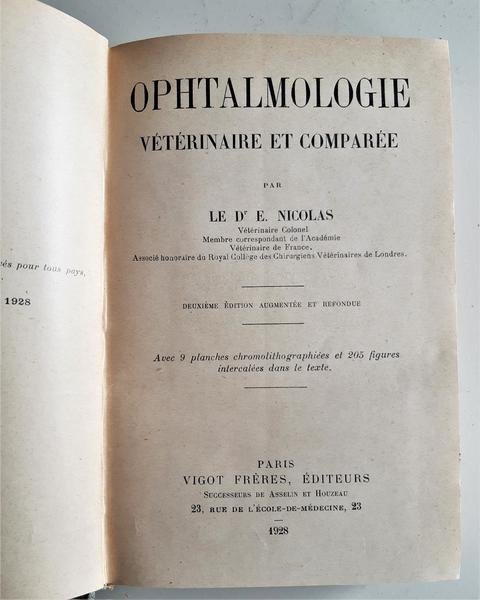 vés pour tous pays,
1928
OPHTALMOLOGIE
VÉTÉRINAIRE ET COMPARÉE
PAR
LE Dr E. NICOLAS
Vétérinaire Colonel
Membre correspondant de l'Académie
Vétérinaire de France.
Associé honoraire du Royal Collège des Chirurgiens Vétérinaires de Londres.
DEUXIÈME ÉDITION AUGMENTÉE ET REFONDUE
Avec 9 planches chromolithographiées et 205 figures
intercalées dans le texte.
PARIS
VIGOT FRÈRES, ÉDITEURS
SUCCESSEURS DE ASSELIN ET HOUZEAU
23, RUE DE L'ÉCOLE-DE-MÉDECINE, 23
1928